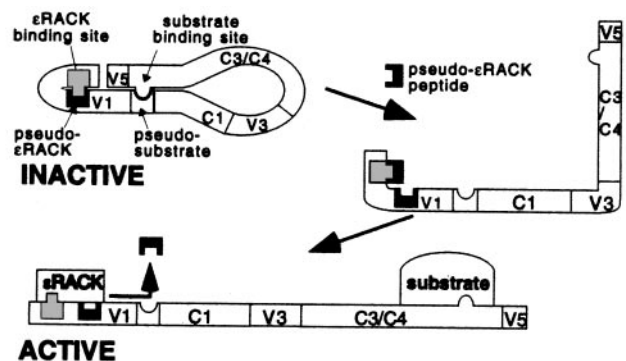 εRACK
binding site
substrate
binding site
C3/C4
V5
V1
C1
V3
pseudo-
εRACK
pseudo-
substrate
INACTIVE
pseudo-εRACK
peptide
V5
C3/
C4
V1
C1
V3
εRACK
substrate
V1
C1
V3
C3/C4
V5
ACTIVE